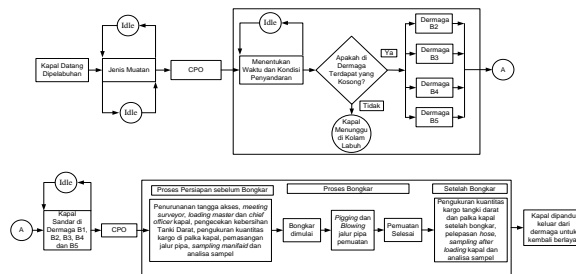 Idle
Idle
Kapal Datang
Dipelabuhan
Jenis Muatan
CPO
Idle
Menentukan
Waktu dan Kondisi
Penyandaran
Apakah di
Dermaga
Terdapat yang
Kosong?
Ya
Tidak
Kapal
Menunggu
di Kolam
Labuh
Dermaga
B2
Dermaga
B3
Dermaga
B4
Dermaga
B5
A
Idle
A
Kapal
Sandar di
Dermaga B1,
B2, B3, B4
dan B5
CPO
Proses Persiapan sebelum Bongkar
Penurunanan tangga akses, meeting
surveyor, loading master dan chief
officer kapal, pengecekan kebersihan
Tanki Darat, pengukuran kuantitas
kargo di palka kapal, pemasangan
jalur pipa, sampling manifold dan
analisa sampel
Proses Bongkar
Bongkar
dimulai
Pigging dan
Blowing
jalur pipa
pemuatan
Pemuatan
Selesai
Setelah Bongkar
Pengukuran kuantitas
kargo tangki darat
dan palka kapal
setelah bongkar,
pelepasan hose,
sampling after
loading kapal dan
analisa sampel
Kapal dipandu
keluar dari
dermaga untuk
kembali berlayar